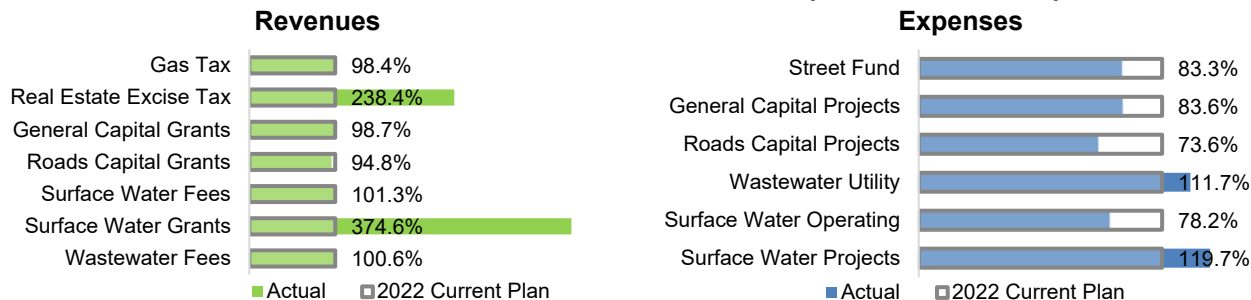 Revenues
Gas Tax 98.4%
Real Estate Excise Tax 238.4%
General Capital Grants 98.7%
Roads Capital Grants 94.8%
Surface Water Fees 101.3%
Surface Water Grants 374.6%
Wastewater Fees 100.6%
Actual 2022 Current Plan
Expenses
Street Fund 83.3%
General Capital Projects 83.6%
Roads Capital Projects 73.6%
Wastewater Utility 111.7%
Surface Water Operating 78.2%
Surface Water Projects 119.7%
Actual 2022 Current Plan